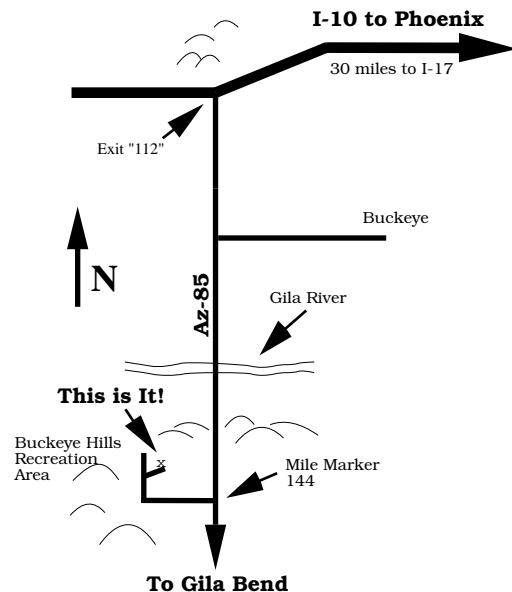 I-10 to Phoenix
30 miles to I-17
Exit "112"
Buckeye
N
Az-85
Gila River
This is It!
Buckeye Hills
Recreation
Area
x
Mile Marker
144
To Gila Bend